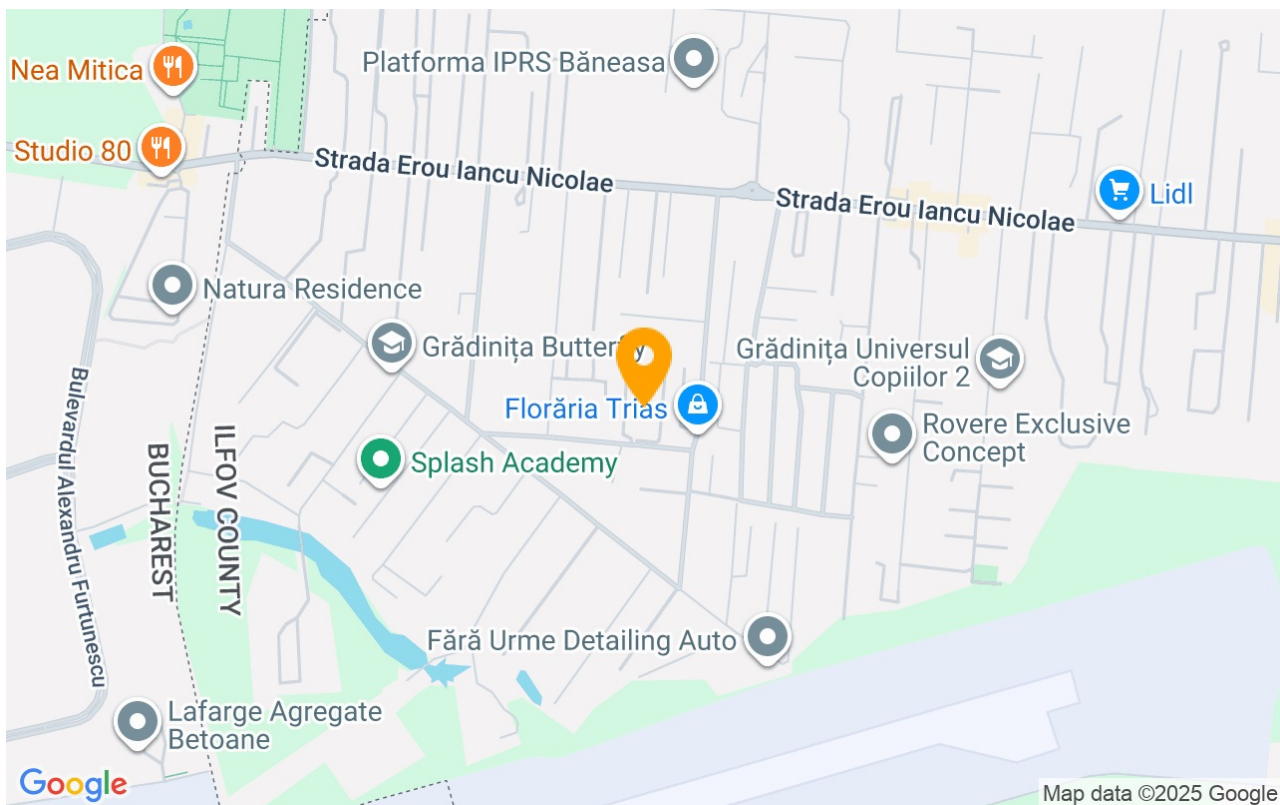 Nea Mitica
Platforma IPRS Băneasa
Studio 80
Strada Erou Iancu Nicolae
Strada Erou Iancu Nicolae
Lidl
Natura Residence
Grădinița Butterfly
Grădinița Universul
Copiilor 2
Florăria Trias
Rovere Exclusive
Concept
Splash Academy
Bulevardul Alexandru Furtunescu
BUCHAREST
ILFOV COUNTY
Fără Urme Detailing Auto
Lafarge Agregate
Betoane
Google
Map data ©2025 Google